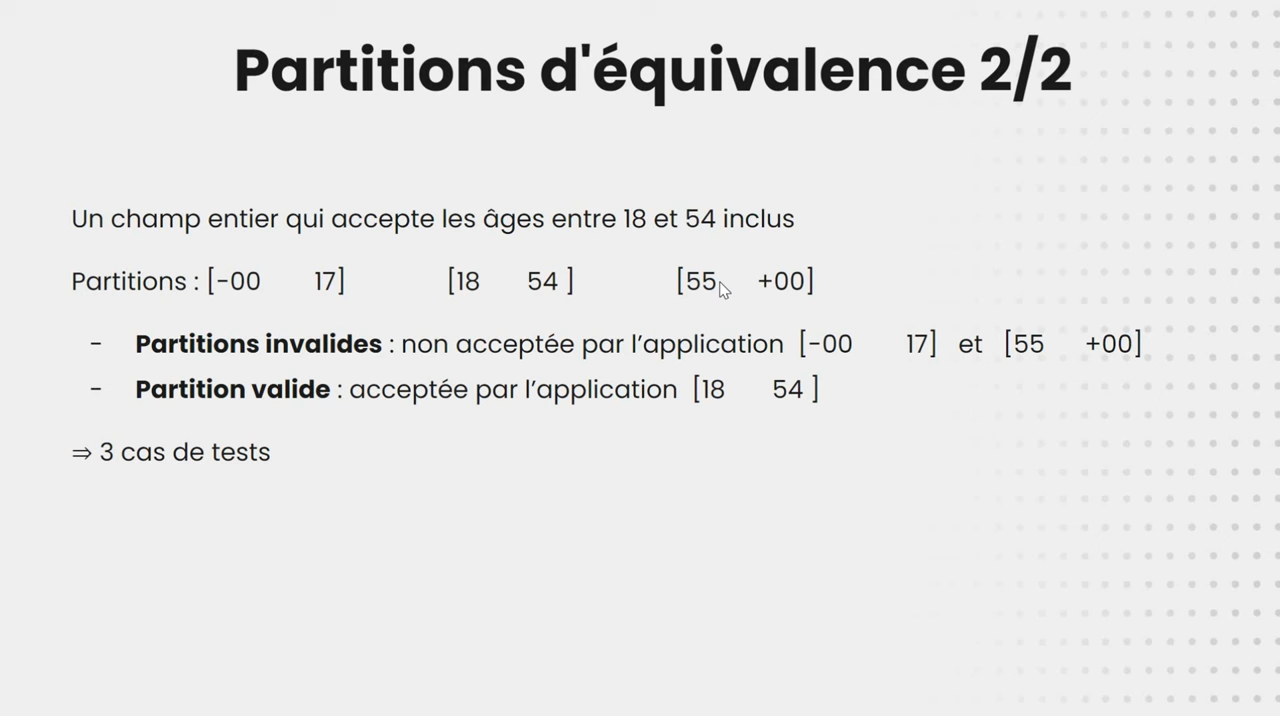 Partitions d'équivalence 2/2
Un champ entier qui accepte les âges entre 18 et 54 inclus
Partitions : [-00 17] [18 54 ] [55 +00]
- Partitions invalides : non acceptée par l’application [-00 17] et [55 +00]
- Partition valide : acceptée par l’application [18 54 ]
⇒ 3 cas de tests